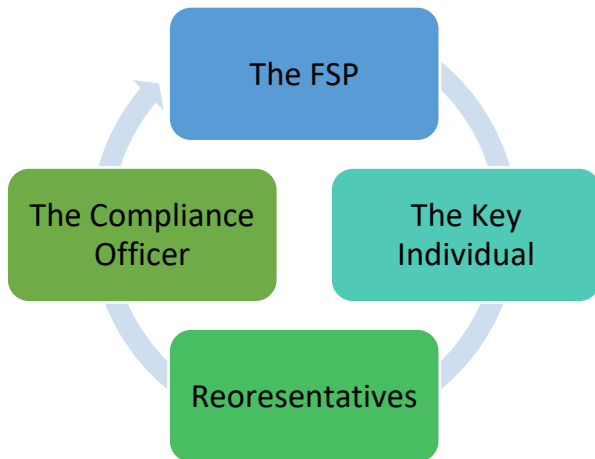 The FSP
The Compliance
Officer
The Key
Individual
Reoresentatives